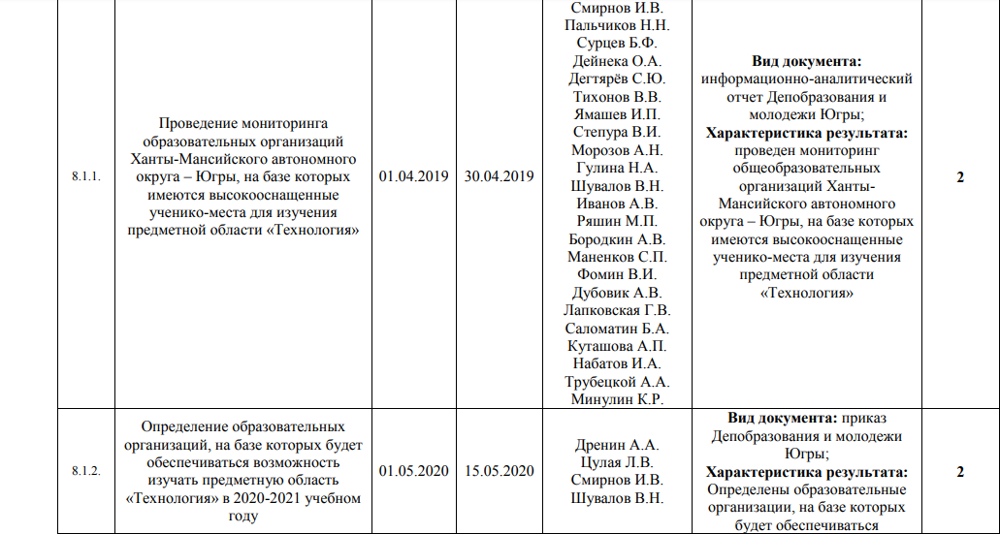 8.1.1.
Проведение мониторинга
образовательных организаций
Ханты-Мансийского автономного
округа – Югры, на базе которых
имеются высокооснащенные
ученико-места для изучения
предметной области «Технология»
01.04.2019
30.04.2019
Смирнов И.В.
Пальчиков Н.Н.
Сурцев Б.Ф.
Дейнека О.А.
Дегтярёв С.Ю.
Тихонов В.В.
Ямашев И.П.
Степура В.И.
Морозов А.Н.
Гулина Н.А.
Шувалов В.Н.
Иванов А.В.
Ряшин М.П.
Бородкин А.В.
Маненков С.П.
Фомин В.И.
Дубовик А.В.
Лапковская Г.В.
Саломатин Б.А.
Куташова А.П.
Набатов И.А.
Трубецкой А.А.
Минулин К.Р.
Вид документа:
информационно-аналитический
отчет Депобразования и
молодежи Югры;
Характеристика результата:
проведен мониторинг
общеобразовательных
организаций Ханты-
Мансийского автономного
округа – Югры, на базе которых
имеются высокооснащенные
ученико-места для изучения
предметной области
«Технология»
2
8.1.2.
Определение образовательных
организаций, на базе которых будет
обеспечиваться возможность
изучать предметную область
«Технология» в 2020-2021 учебном
году
01.05.2020
15.05.2020
Дренин А.А.
Цулая Л.В.
Смирнов И.В.
Шувалов В.Н.
Вид документа: приказ
Депобразования и молодежи
Югры;
Характеристика результата:
Определены образовательные
организации, на базе которых
будет обеспечиваться
2